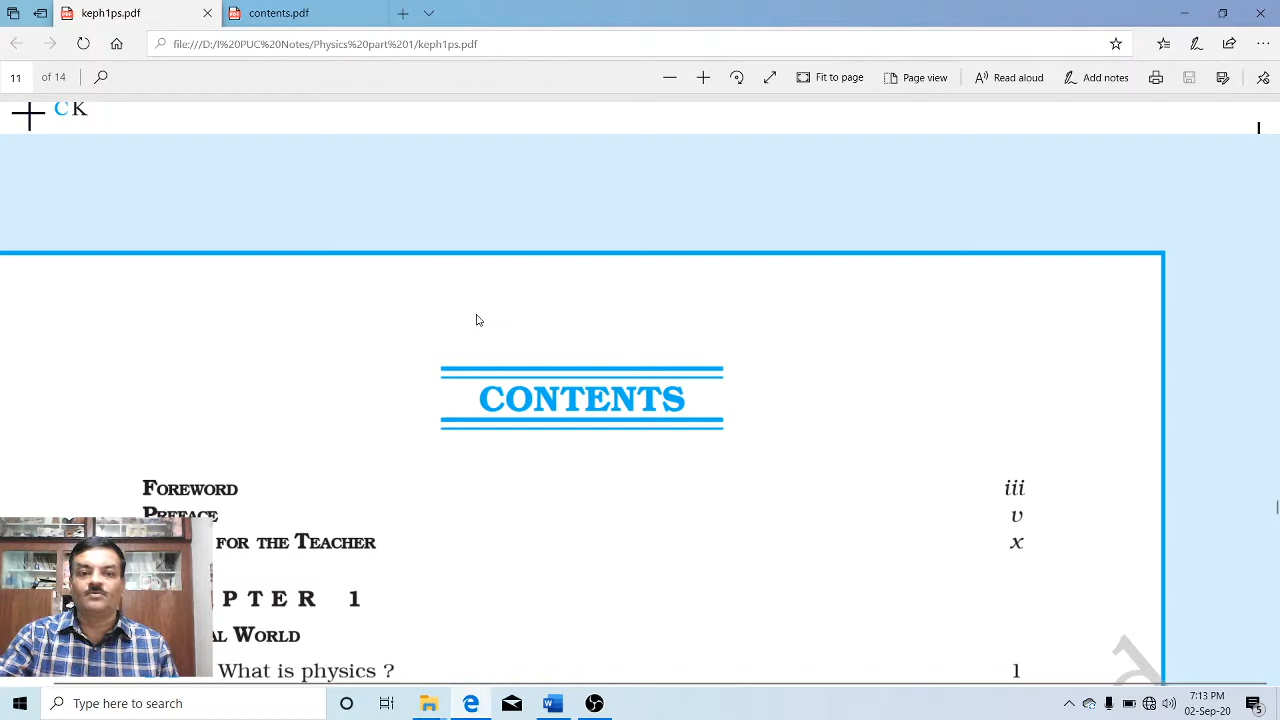 keph1ps.pdf
contents.pdf
file:///D:/I%20PUC%20Notes/Physics%20part%201/keph1ps.pdf
11 of 14
Fit to page
Page view
Read aloud
Add notes
C K
CONTENTS
FOREWORD iii
PREFACE v
FOR THE TEACHER x
PTER 1
AL WORLD
What is physics ? 1
Type here to search
7:13 PM
02-Sep-20
5